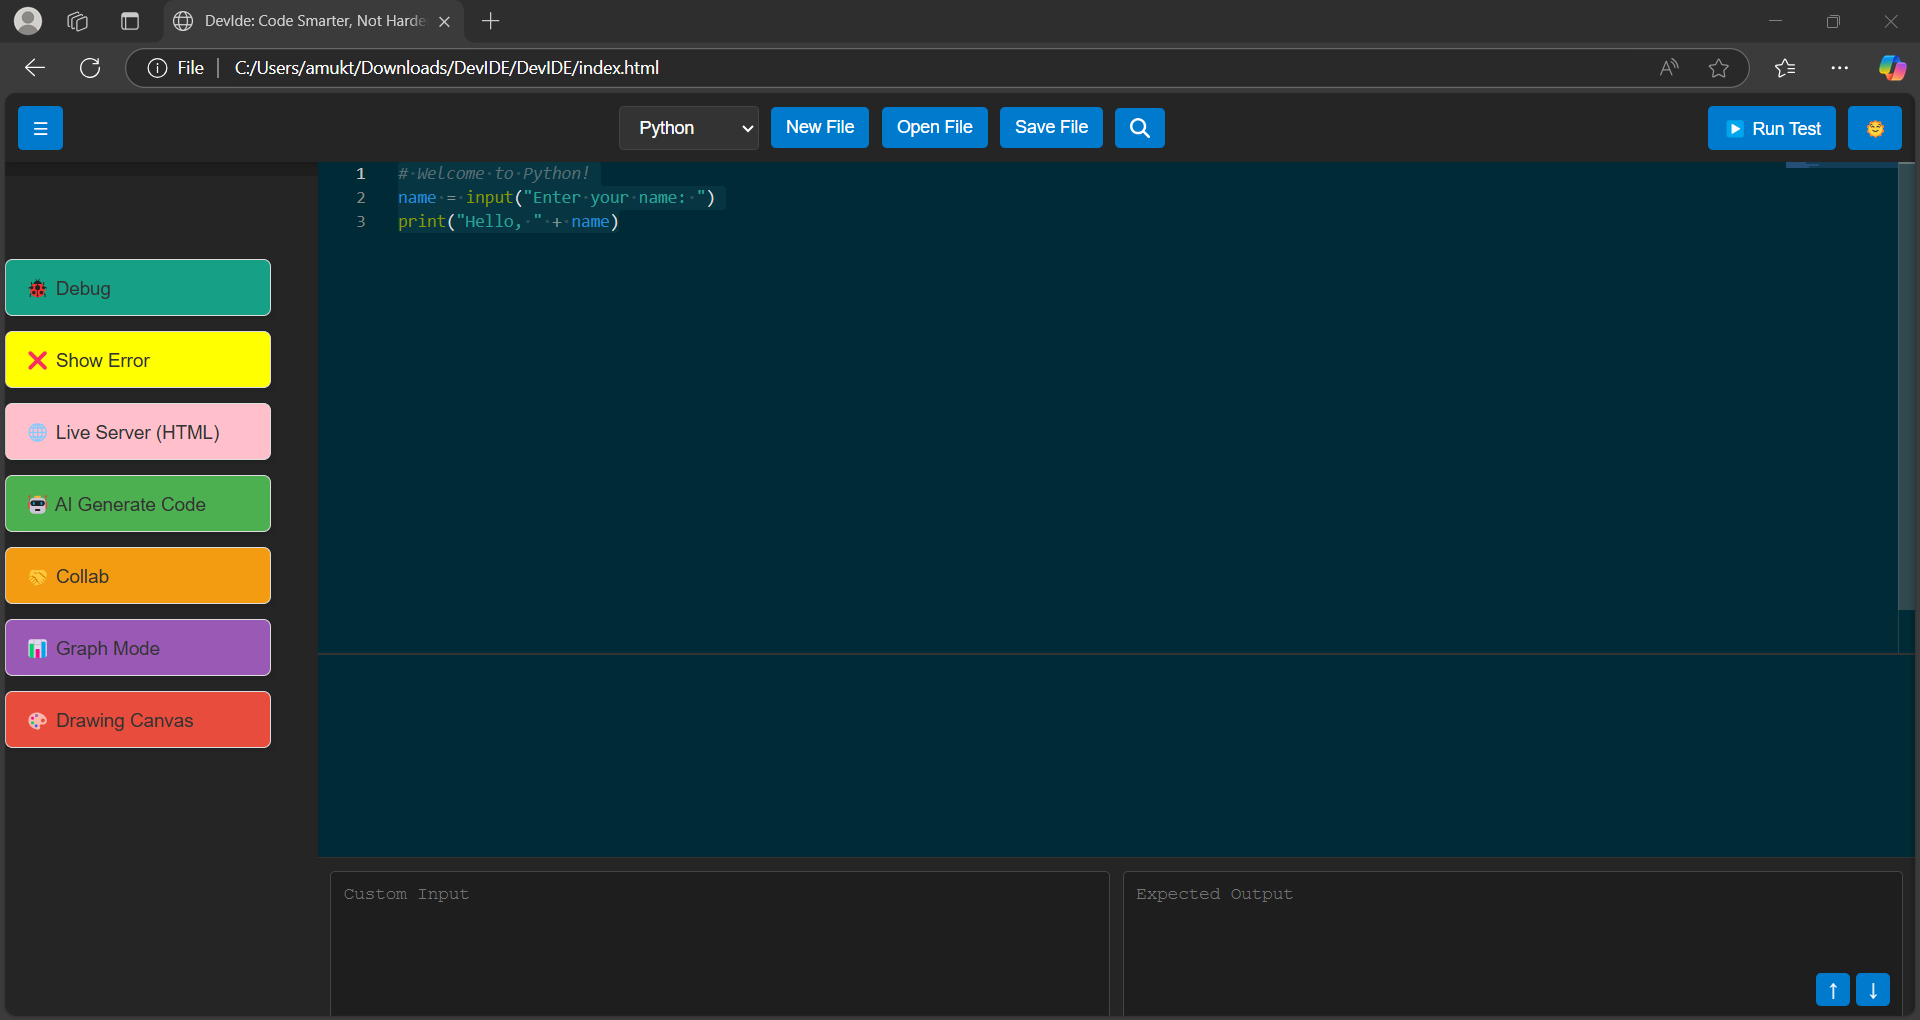 DevIde: Code Smarter, Not Harde
File
C:/Users/amukt/Downloads/DevIDE/DevIDE/index.html
Python
New File
Open File
Save File
Run Test
1 # Welcome to Python!
2 name = input("Enter your name: ")
3 print("Hello, " + name)
Debug
Show Error
Live Server (HTML)
AI Generate Code
Collab
Graph Mode
Drawing Canvas
Custom Input
Expected Output